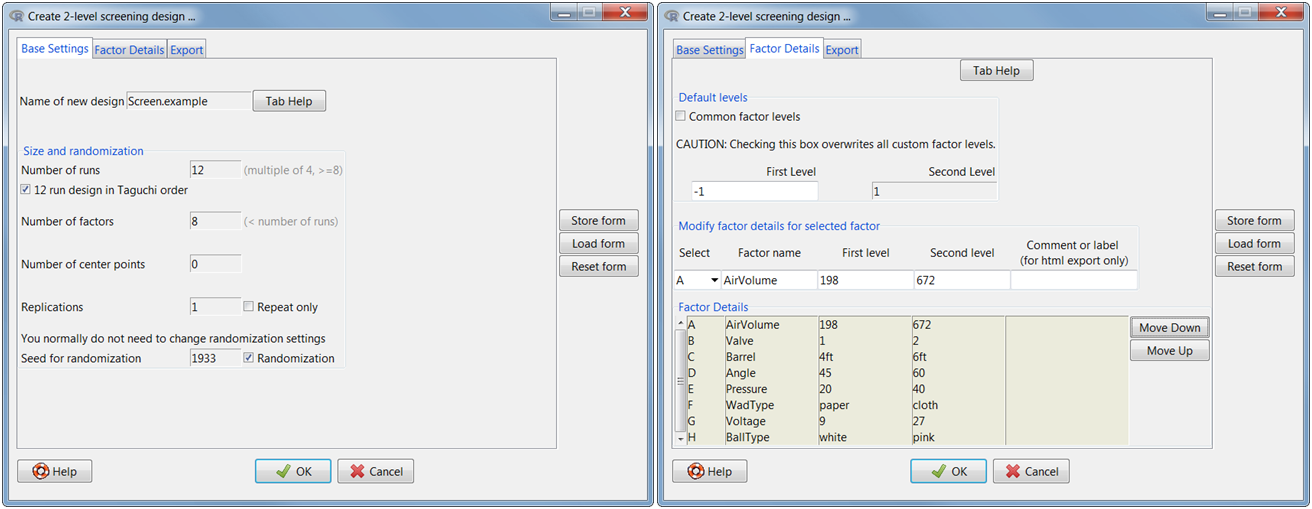 Create 2-level screening design ...
Base Settings Factor Details Export
Name of new design Screen.example Tab Help
Size and randomization
Number of runs 12 (multiple of 4, >=8)
12 run design in Taguchi order
Number of factors 8 (< number of runs)
Number of center points 0
Replications 1 Repeat only
You normally do not need to change randomization settings
Seed for randomization 1933 Randomization
Store form
Load form
Reset form
Help OK Cancel
Create 2-level screening design ...
Base Settings Factor Details Export
Tab Help
Default levels
Common factor levels
CAUTION: Checking this box overwrites all custom factor levels.
First Level Second Level
-1 1
Modify factor details for selected factor
Select Factor name First level Second level Comment or label
(for html export only)
A AirVolume 198 672
Factor Details
A AirVolume 198 672
B Valve 1 2
C Barrel 4ft 6ft
D Angle 45 60
E Pressure 20 40
F WadType paper cloth
G Voltage 9 27
H BallType white pink
Move Down
Move Up
Store form
Load form
Reset form
Help OK Cancel